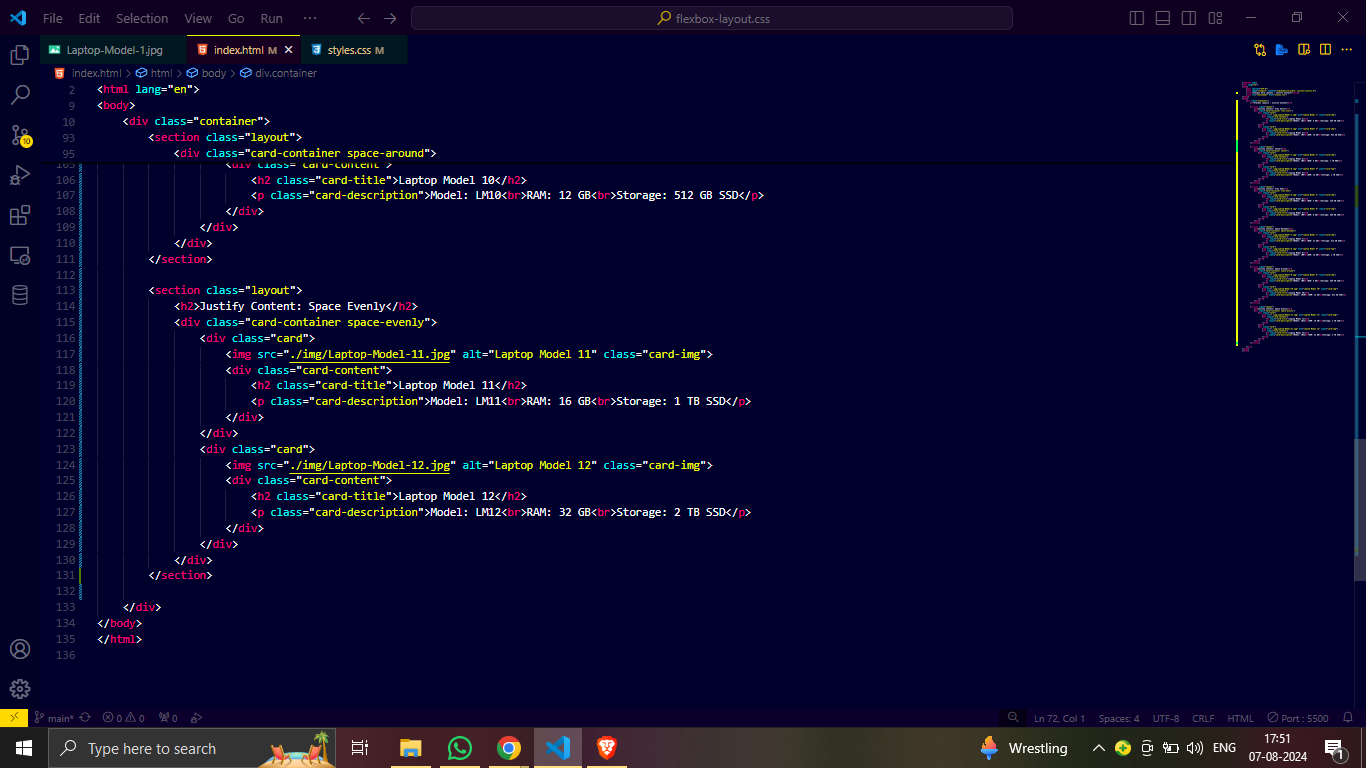 File Edit Selection View Go Run ··· flexbox-layout.css
Laptop-Model-1.jpg index.html M styles.css M
index.html > html > body > div.container
2 <html lang="en">
9 <body>
10 <div class="container">
93 <section class="layout">
95 <div class="card-container space-around">
105 <div class="card-content">
106 <h2 class="card-title">Laptop Model 10</h2>
107 <p class="card-description">Model: LM10<br>RAM: 12 GB<br>Storage: 512 GB SSD</p>
108 </div>
109 </div>
110 </div>
111 </section>
112
113 <section class="layout">
114 <h2>Justify Content: Space Evenly</h2>
115 <div class="card-container space-evenly">
116 <div class="card">
117 <img src="./img/Laptop-Model-11.jpg" alt="Laptop Model 11" class="card-img">
118 <div class="card-content">
119 <h2 class="card-title">Laptop Model 11</h2>
120 <p class="card-description">Model: LM11<br>RAM: 16 GB<br>Storage: 1 TB SSD</p>
121 </div>
122 </div>
123 <div class="card">
124 <img src="./img/Laptop-Model-12.jpg" alt="Laptop Model 12" class="card-img">
125 <div class="card-content">
126 <h2 class="card-title">Laptop Model 12</h2>
127 <p class="card-description">Model: LM12<br>RAM: 32 GB<br>Storage: 2 TB SSD</p>
128 </div>
129 </div>
130 </div>
131 </section>
132
133 </div>
134 </body>
135 </html>
136
10
main* 0 0 0 Ln 72, Col 1 Spaces: 4 UTF-8 CRLF HTML Port : 5500
Type here to search Wrestling ENG 17:51
07-08-2024 1